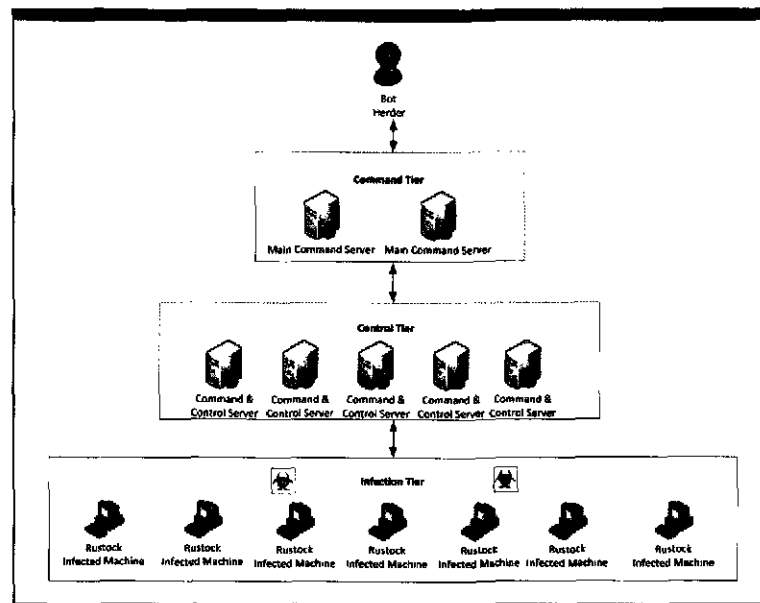 Bot
Herder
Command Tier
Main Command Server Main Command Server
Control Tier
Command & Command & Command & Command & Command &
Control Server Control Server Control Server Control Server Control Server
Infection Tier
Rustock Rustock Rustock Rustock Rustock Rustock Rustock
Infected Machine Infected Machine Infected Machine Infected Machine Infected Machine Infected Machine Infected Machine